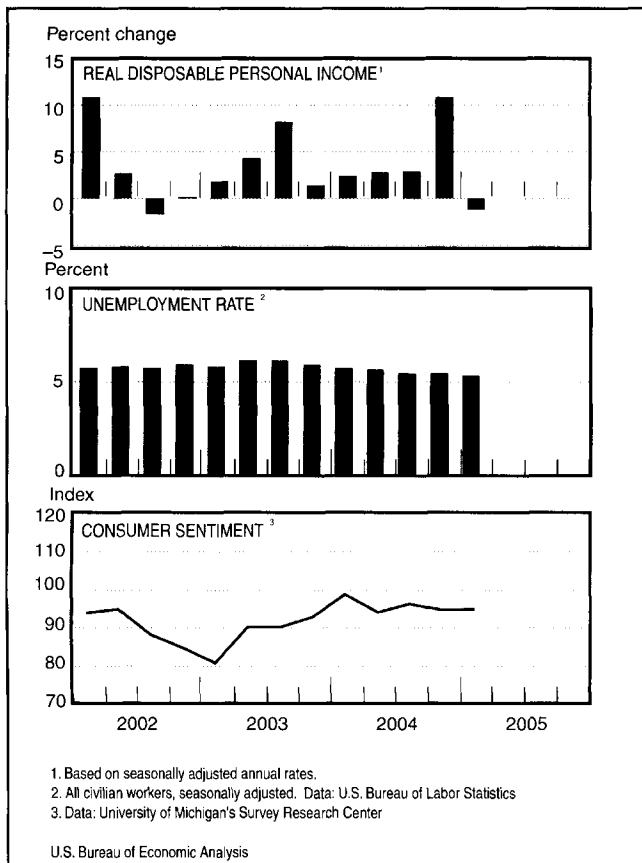 Percent change
15
REAL DISPOSABLE PERSONAL INCOME¹
10
5
0
–5
Percent
10
UNEMPLOYMENT RATE ²
5
0
Index
120
CONSUMER SENTIMENT ³
110
100
90
80
70
2002 2003 2004 2005
1. Based on seasonally adjusted annual rates.
2. All civilian workers, seasonally adjusted. Data: U.S. Bureau of Labor Statistics
3. Data: University of Michigan's Survey Research Center
U.S. Bureau of Economic Analysis